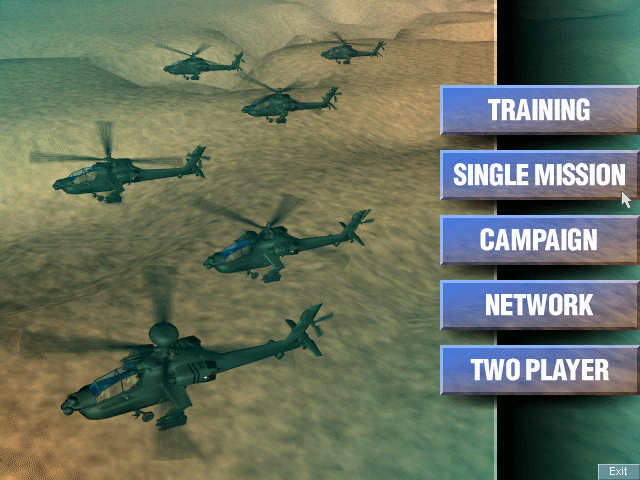 TRAINING
SINGLE MISSION
CAMPAIGN
NETWORK
TWO PLAYER
Exit